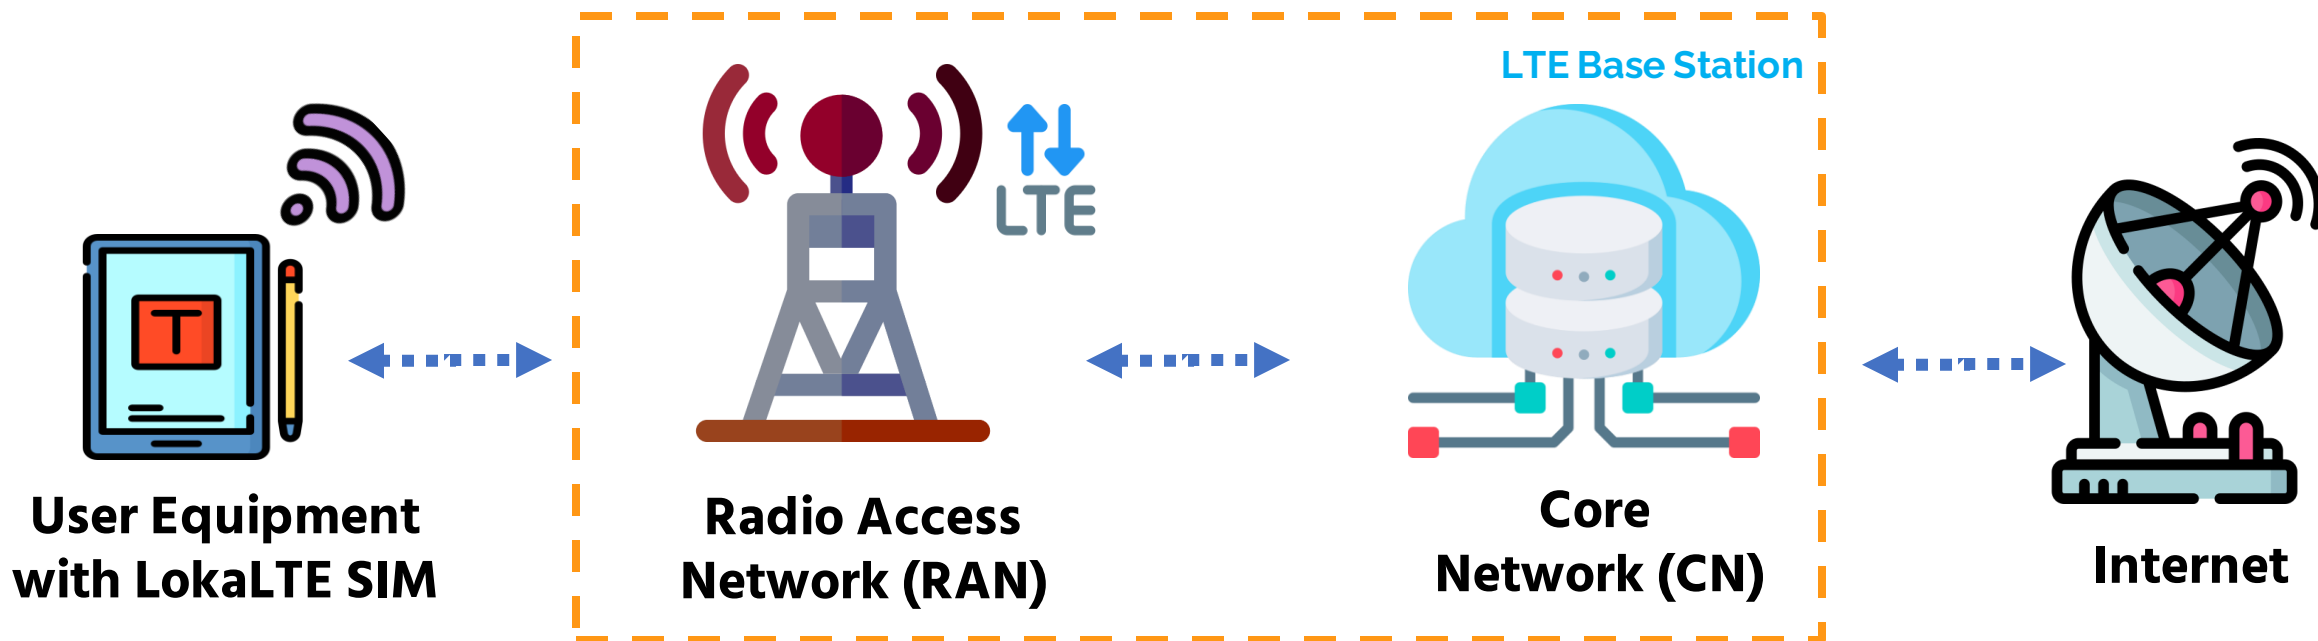 LTE Base Station
LTE
T
User Equipment
with LokaLTE SIM
Radio Access
Network (RAN)
Core
Network (CN)
Internet